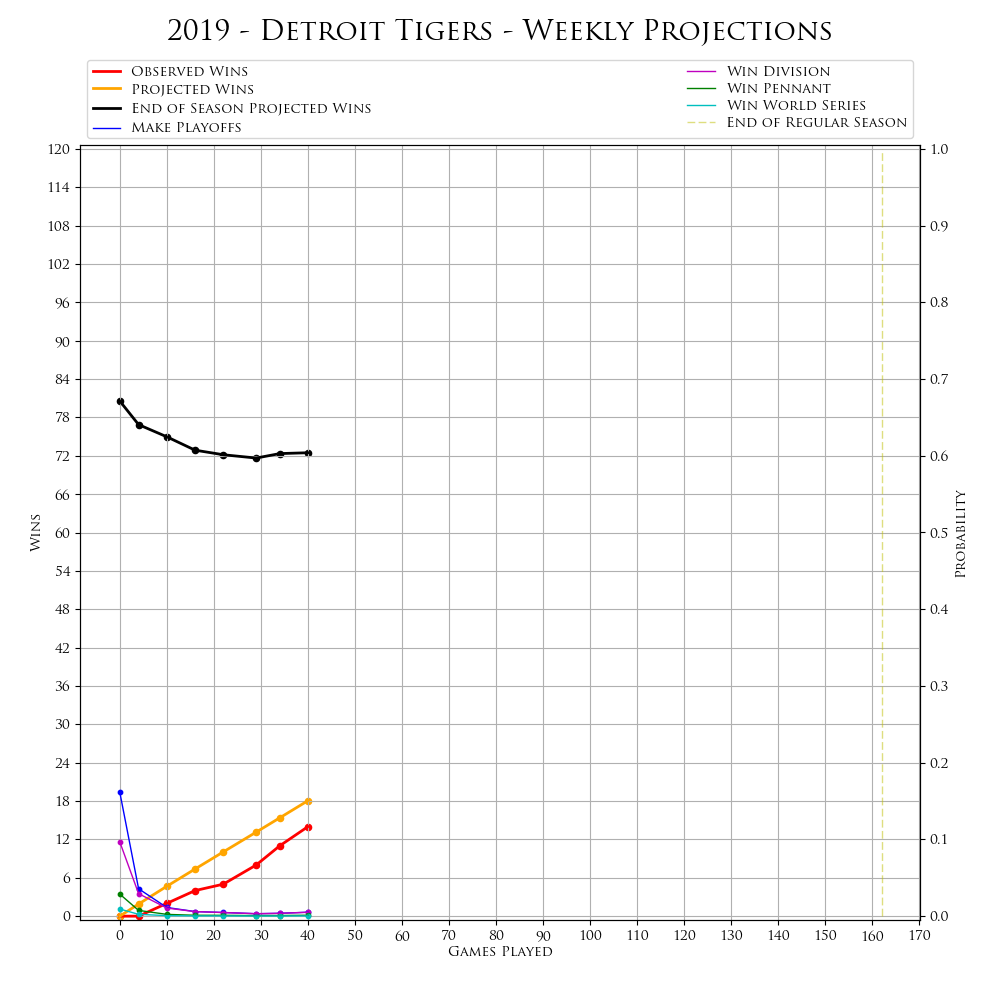 2019 - Detroit Tigers - Weekly Projections
Observed Wins
Projected Wins
End of Season Projected Wins
Make Playoffs
Win Division
Win Pennant
Win World Series
End of Regular Season
120
114
108
102
96
90
84
78
72
66
60
54
48
42
36
30
24
18
12
6
0
Wins
1.0
0.9
0.8
0.7
0.6
0.5
0.4
0.3
0.2
0.1
0.0
Probability
0 10 20 30 40 50 60 70 80 90 100 110 120 130 140 150 160 170
Games Played